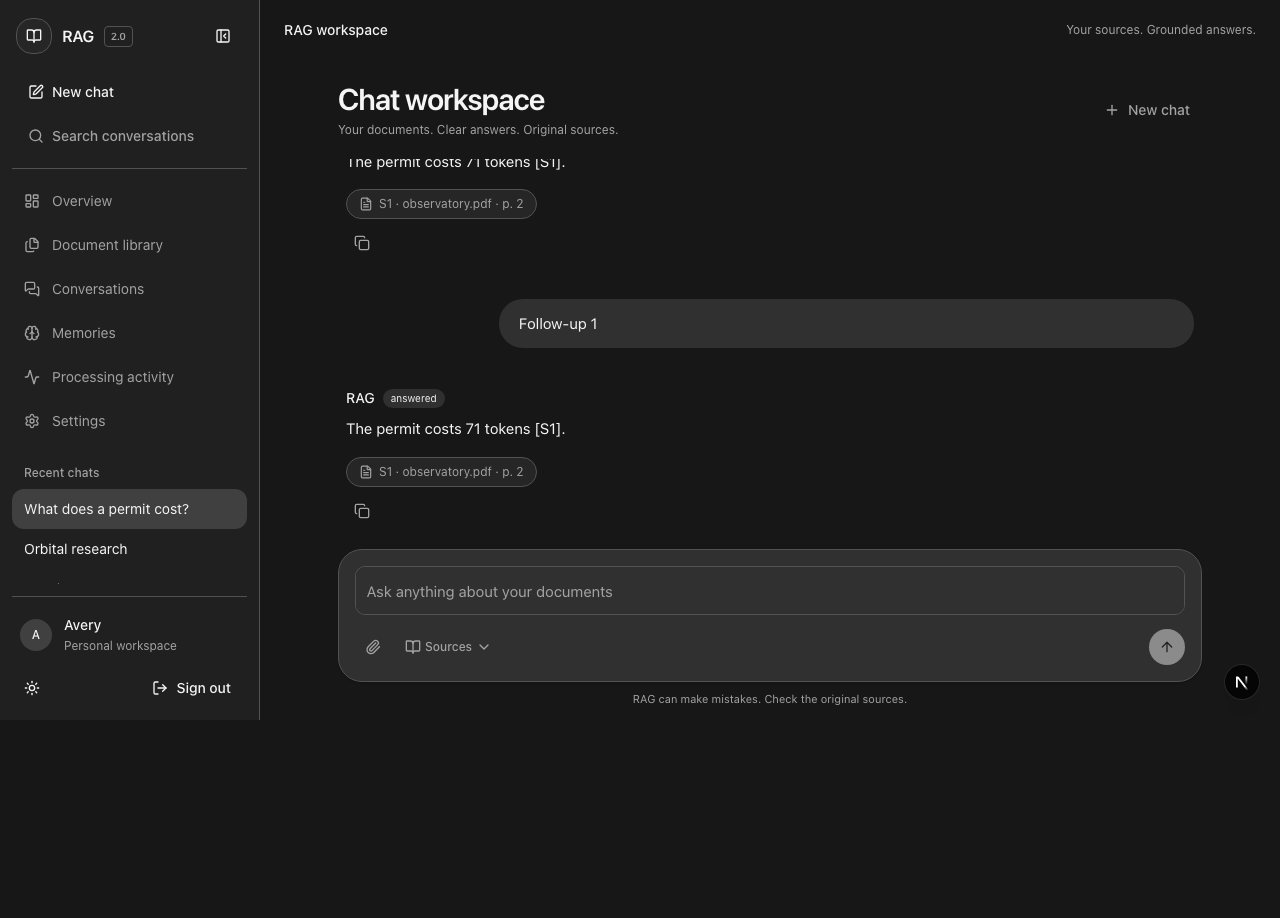 RAG 2.0
New chat
Search conversations
Overview
Document library
Conversations
Memories
Processing activity
Settings
Recent chats
What does a permit cost?
Orbital research
A
Avery
Personal workspace
Sign out
RAG workspace
Your sources. Grounded answers.
Chat workspace
Your documents. Clear answers. Original sources.
New chat
The permit costs 71 tokens [S1].
S1 · observatory.pdf · p. 2
Follow-up 1
RAG answered
The permit costs 71 tokens [S1].
S1 · observatory.pdf · p. 2
Ask anything about your documents
Sources
RAG can make mistakes. Check the original sources.
N